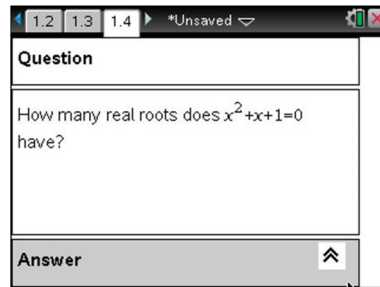 1.2 1.3 1.4 *Unsaved
Question
How many real roots does x²+x+1=0
have?
Answer